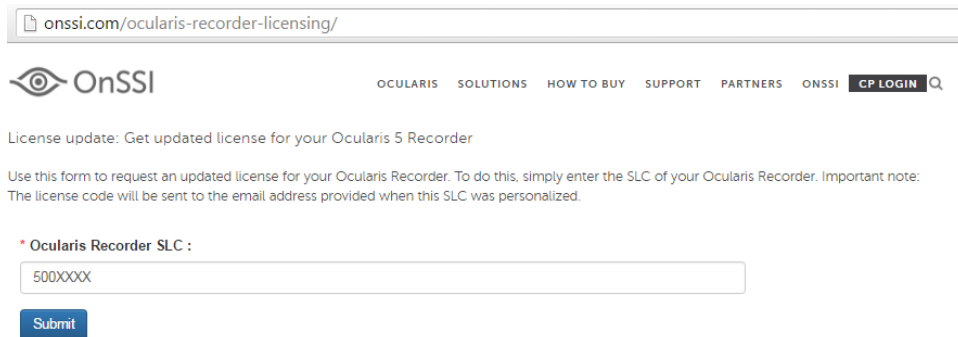 onssi.com/ocularis-recorder-licensing/
OnSSI
OCULARIS SOLUTIONS HOW TO BUY SUPPORT PARTNERS ONSSI CP LOGIN
License update: Get updated license for your Ocularis 5 Recorder
Use this form to request an updated license for your Ocularis Recorder. To do this, simply enter the SLC of your Ocularis Recorder. Important note:
The license code will be sent to the email address provided when this SLC was personalized.
* Ocularis Recorder SLC :
500XXXX
Submit